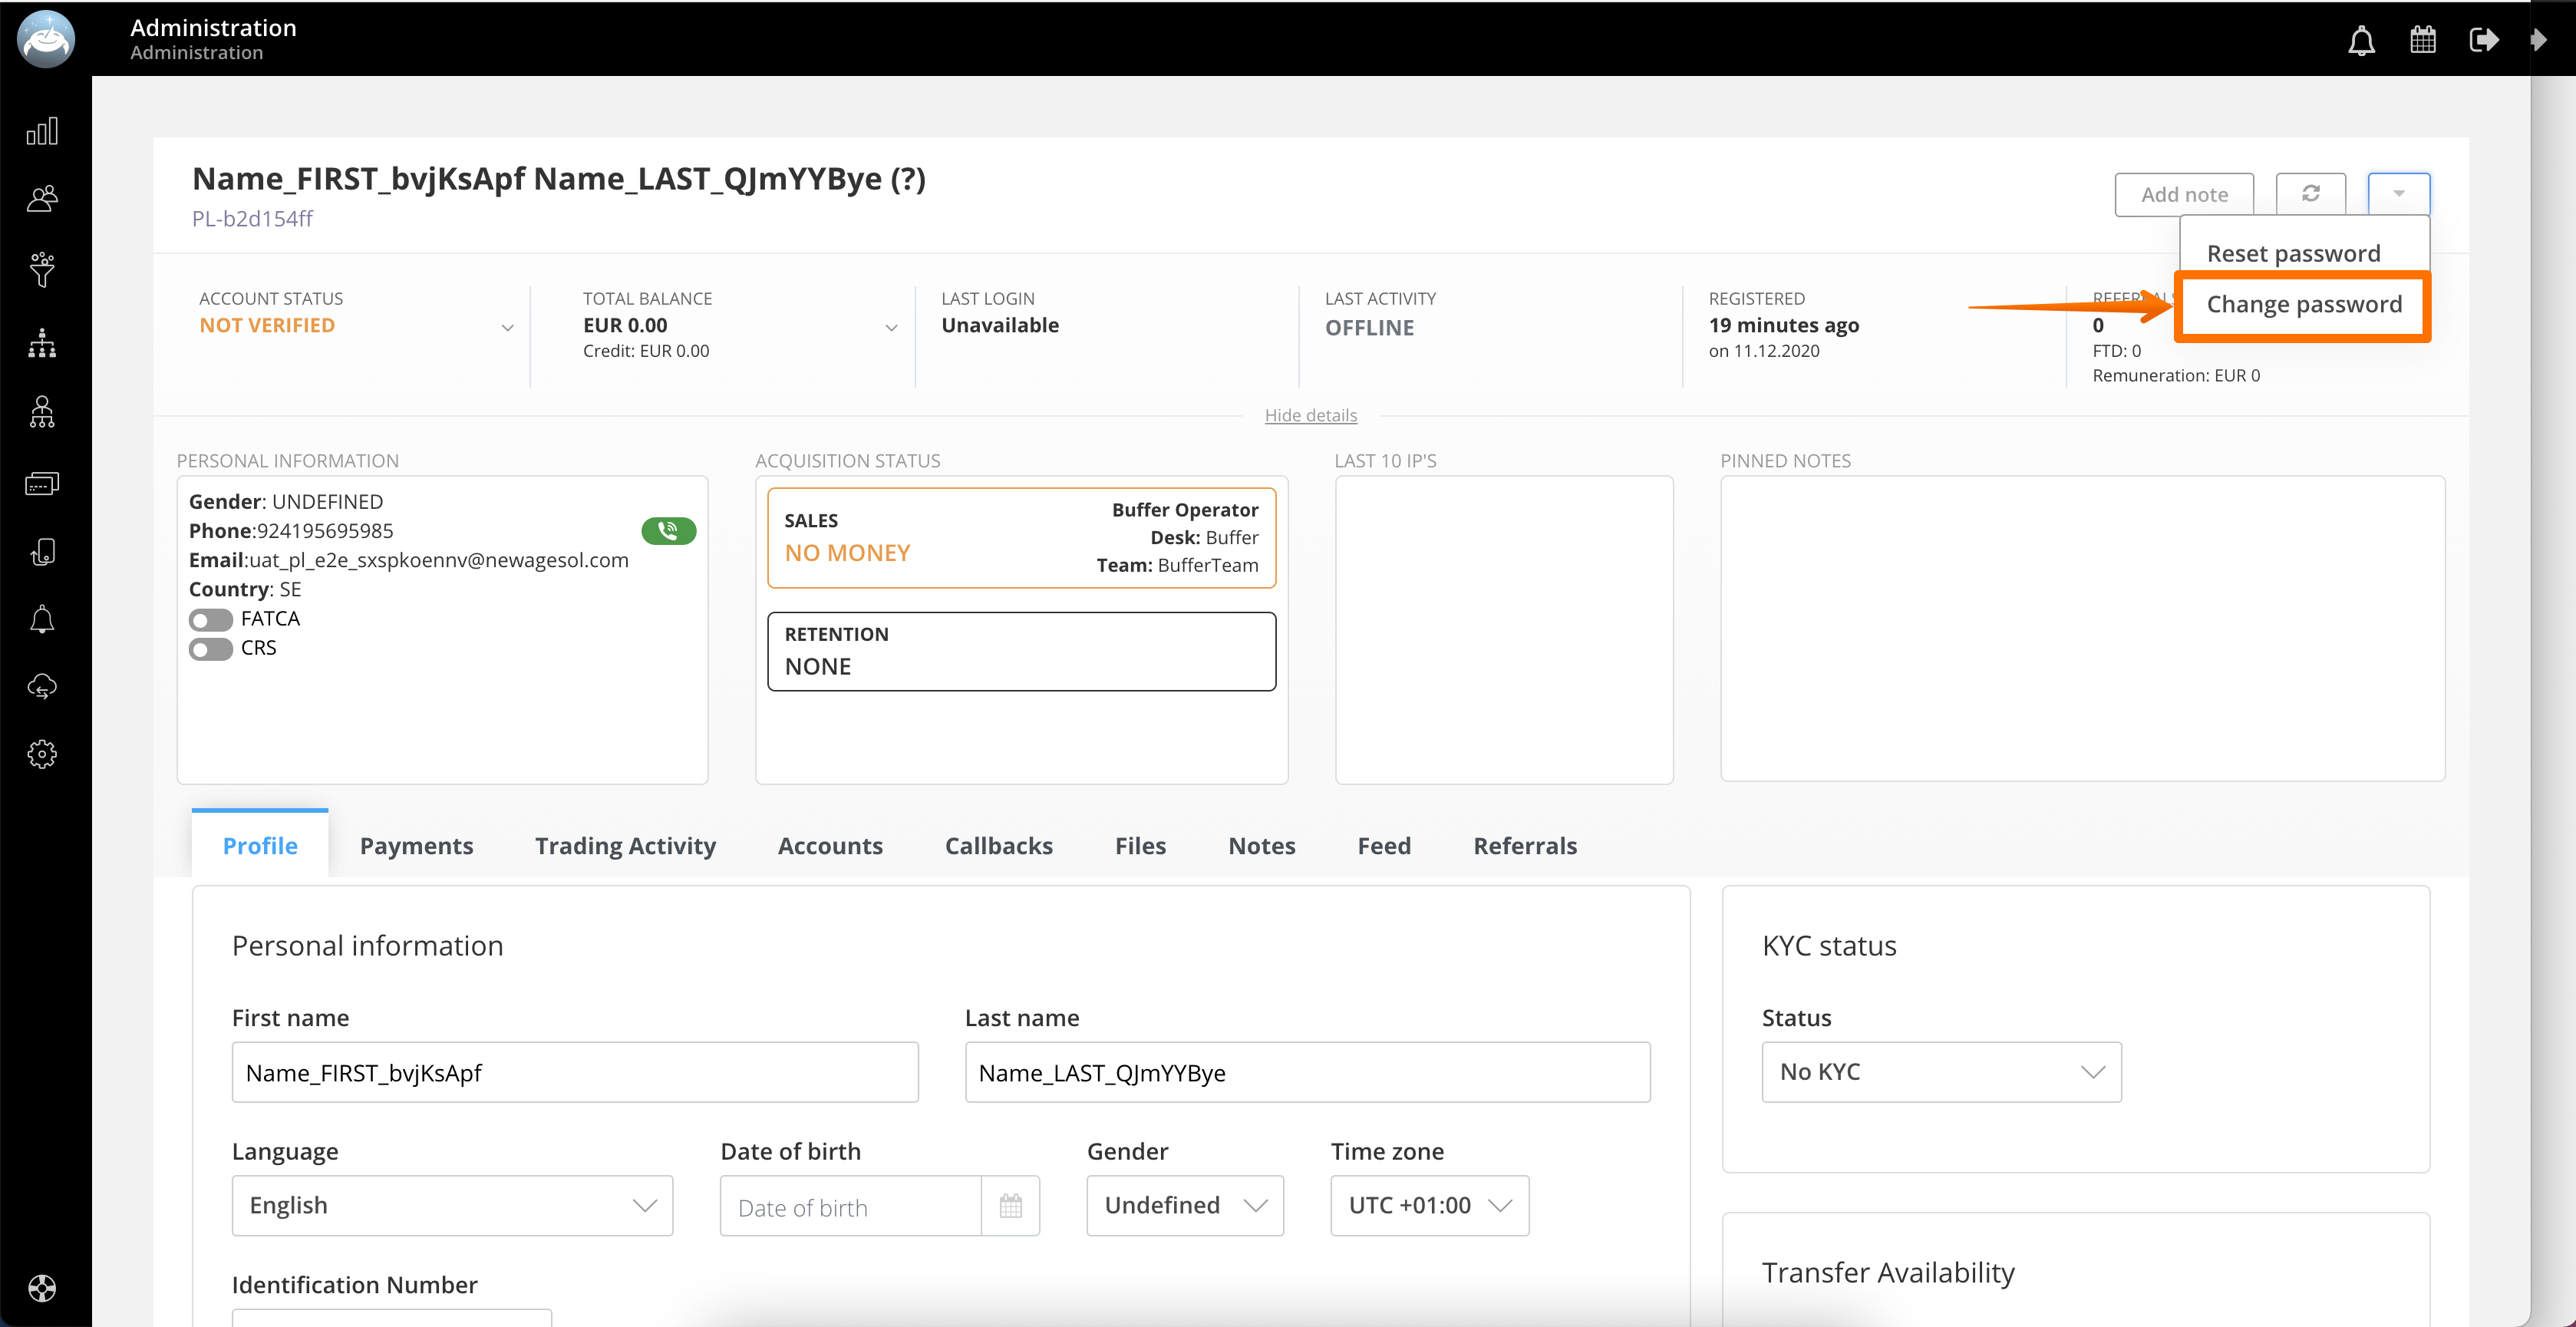 Administration
Administration
Name_FIRST_bvjKsApf Name_LAST_QJmYYBye (?)
PL-b2d154ff
Add note
Reset password
Change password
ACCOUNT STATUS
NOT VERIFIED
TOTAL BALANCE
EUR 0.00
Credit: EUR 0.00
LAST LOGIN
Unavailable
LAST ACTIVITY
OFFLINE
REGISTERED
19 minutes ago
on 11.12.2020
REFERRALS
0
FTD: 0
Remuneration: EUR 0
Hide details
PERSONAL INFORMATION
Gender: UNDEFINED
Phone:924195695985
Email:uat_pl_e2e_sxspkoennv@newagesol.com
Country: SE
FATCA
CRS
ACQUISITION STATUS
SALES
NO MONEY
Buffer Operator
Desk: Buffer
Team: BufferTeam
RETENTION
NONE
LAST 10 IP'S
PINNED NOTES
Profile Payments Trading Activity Accounts Callbacks Files Notes Feed Referrals
Personal information
First name
Name_FIRST_bvjKsApf
Last name
Name_LAST_QJmYYBye
Language
English
Date of birth
Date of birth
Gender
Undefined
Time zone
UTC +01:00
Identification Number
KYC status
Status
No KYC
Transfer Availability